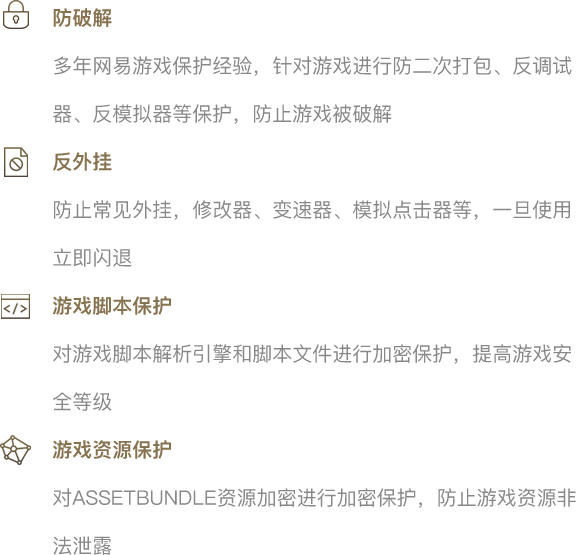 防破解
多年网易游戏保护经验，针对游戏进行防二次打包、反调试
器、反模拟器等保护，防止游戏被破解
反外挂
防止常见外挂，修改器、变速器、模拟点击器等，一旦使用
立即闪退
</>
游戏脚本保护
对游戏脚本解析引擎和脚本文件进行加密保护，提高游戏安
全等级
游戏资源保护
对ASSETBUNDLE资源加密进行加密保护，防止游戏资源非
法泄露